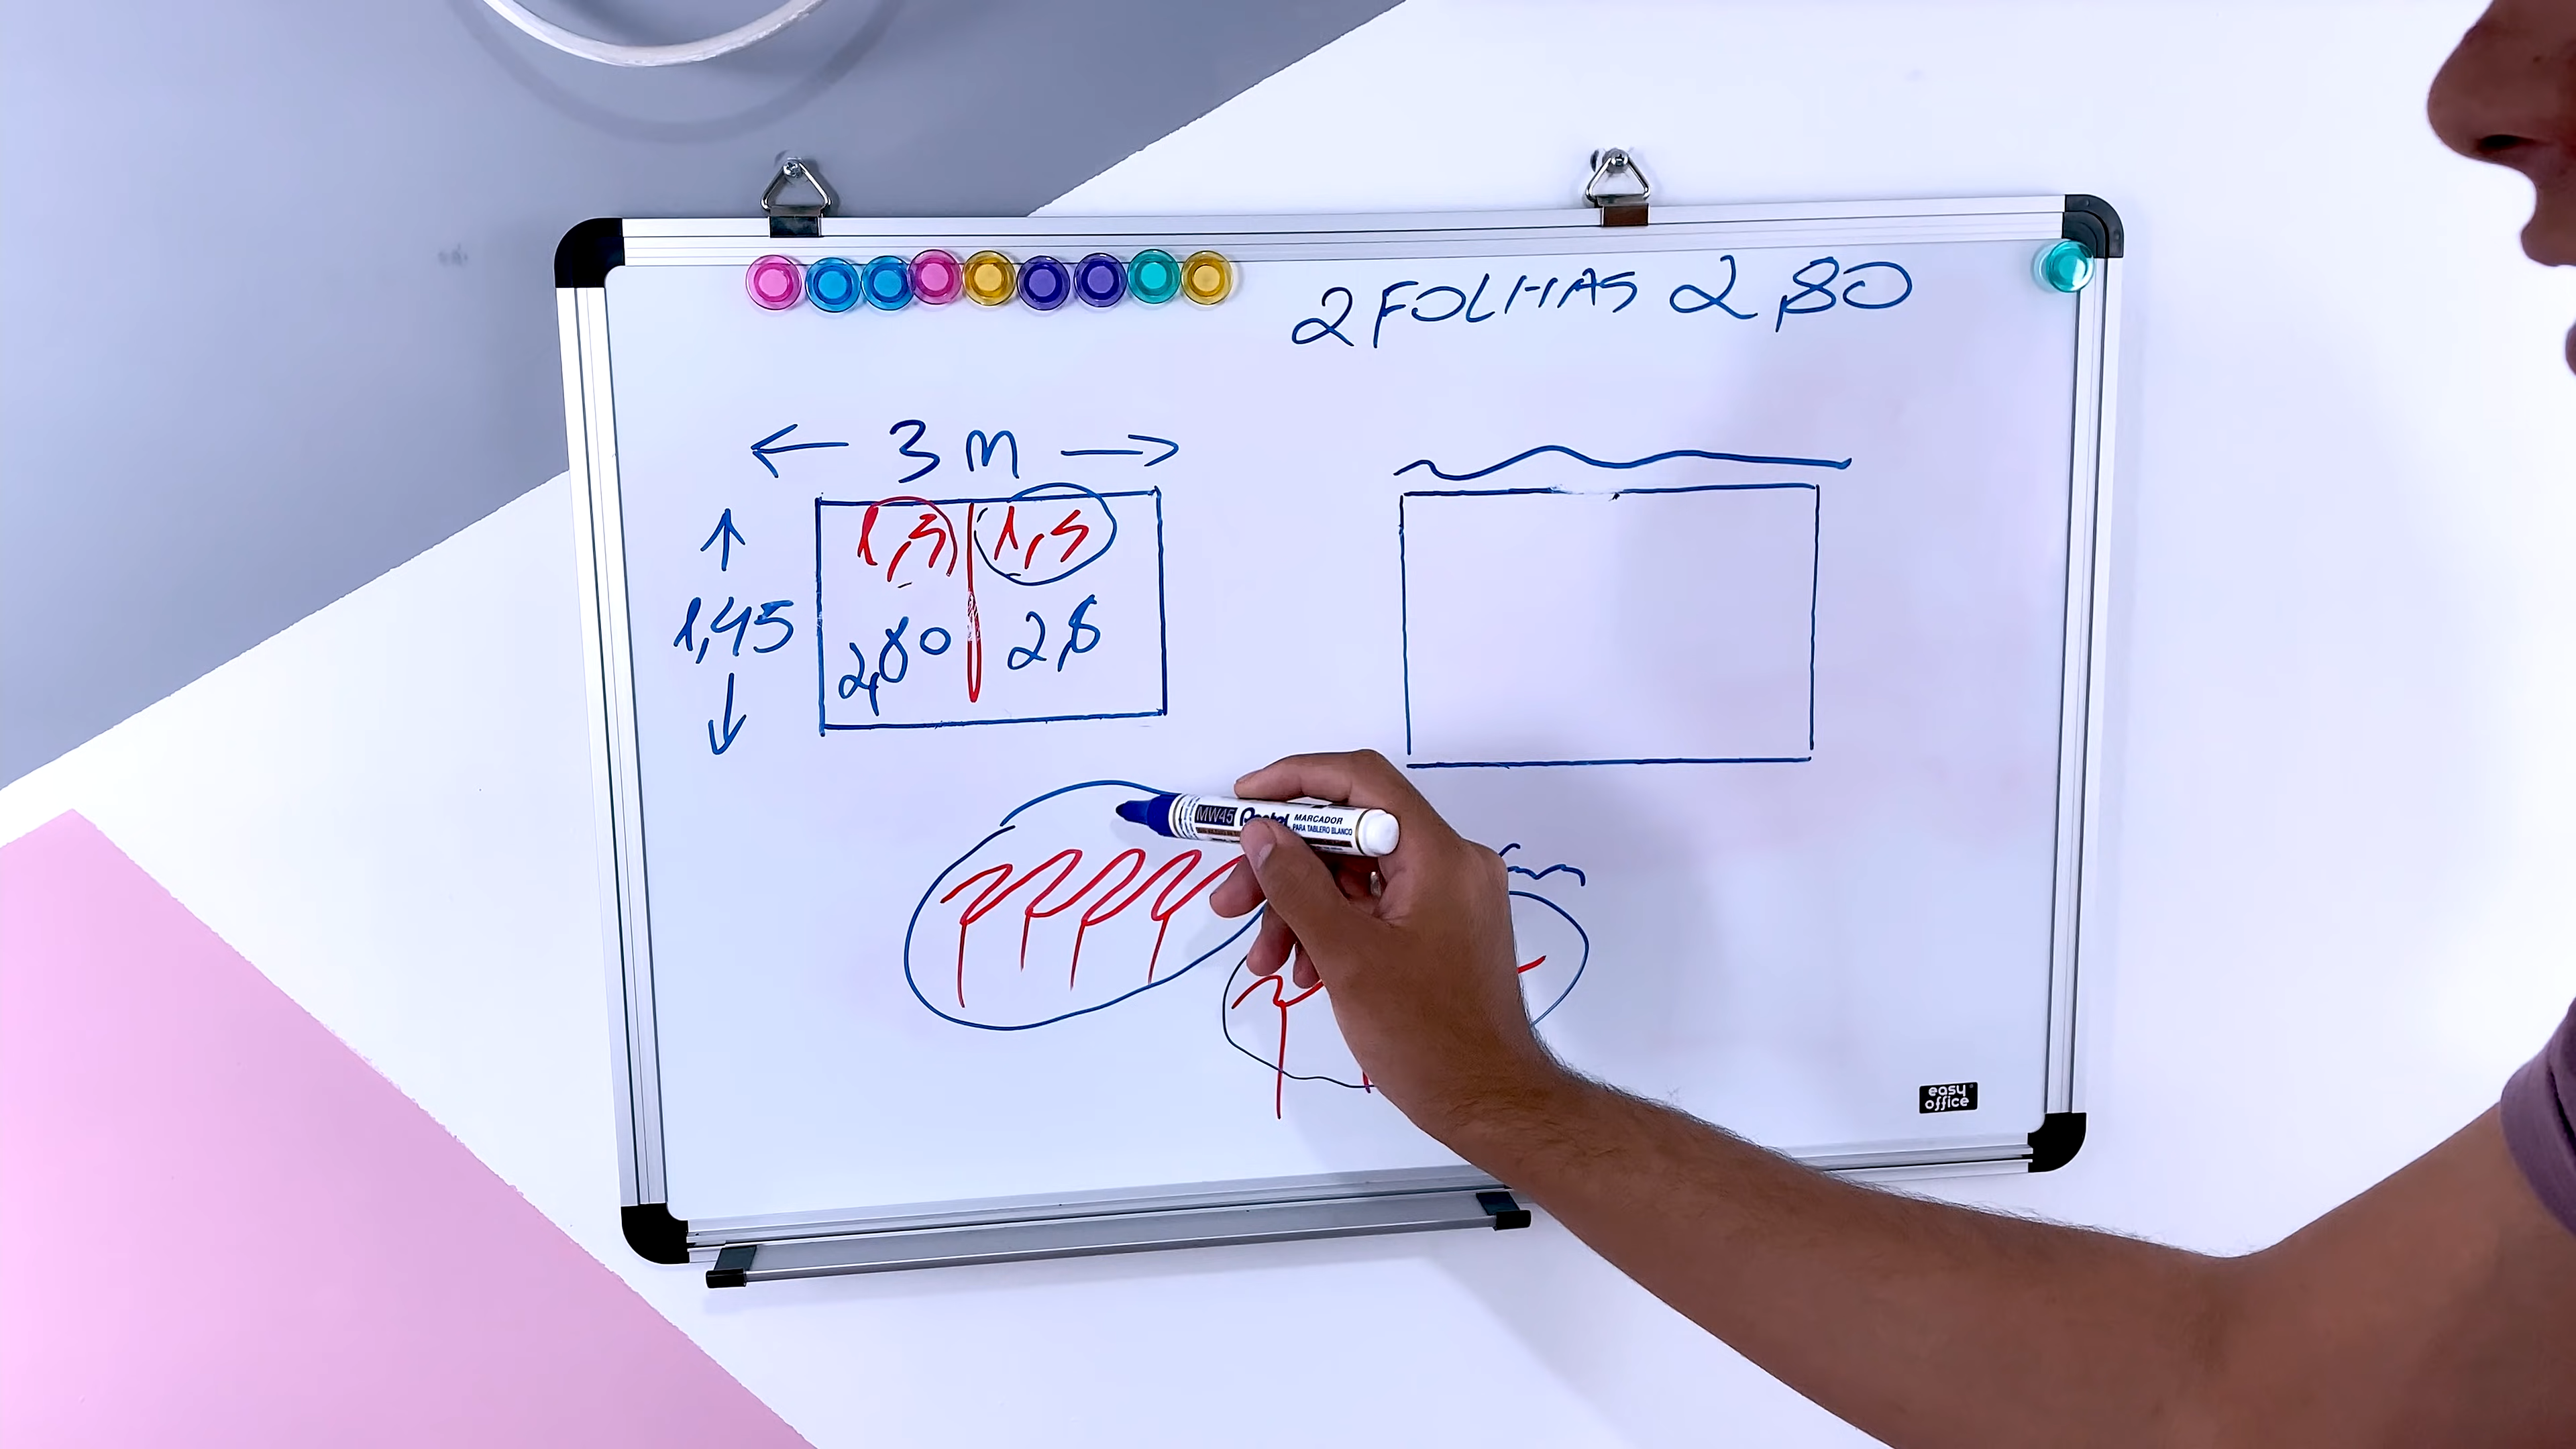 2 FOLHAS 2,80
← 3 m →
1,5 1,5
1,45
2,80 2,8
MW45 Pentel MARCADOR
PARA TABLERO BLANCO
easy
office